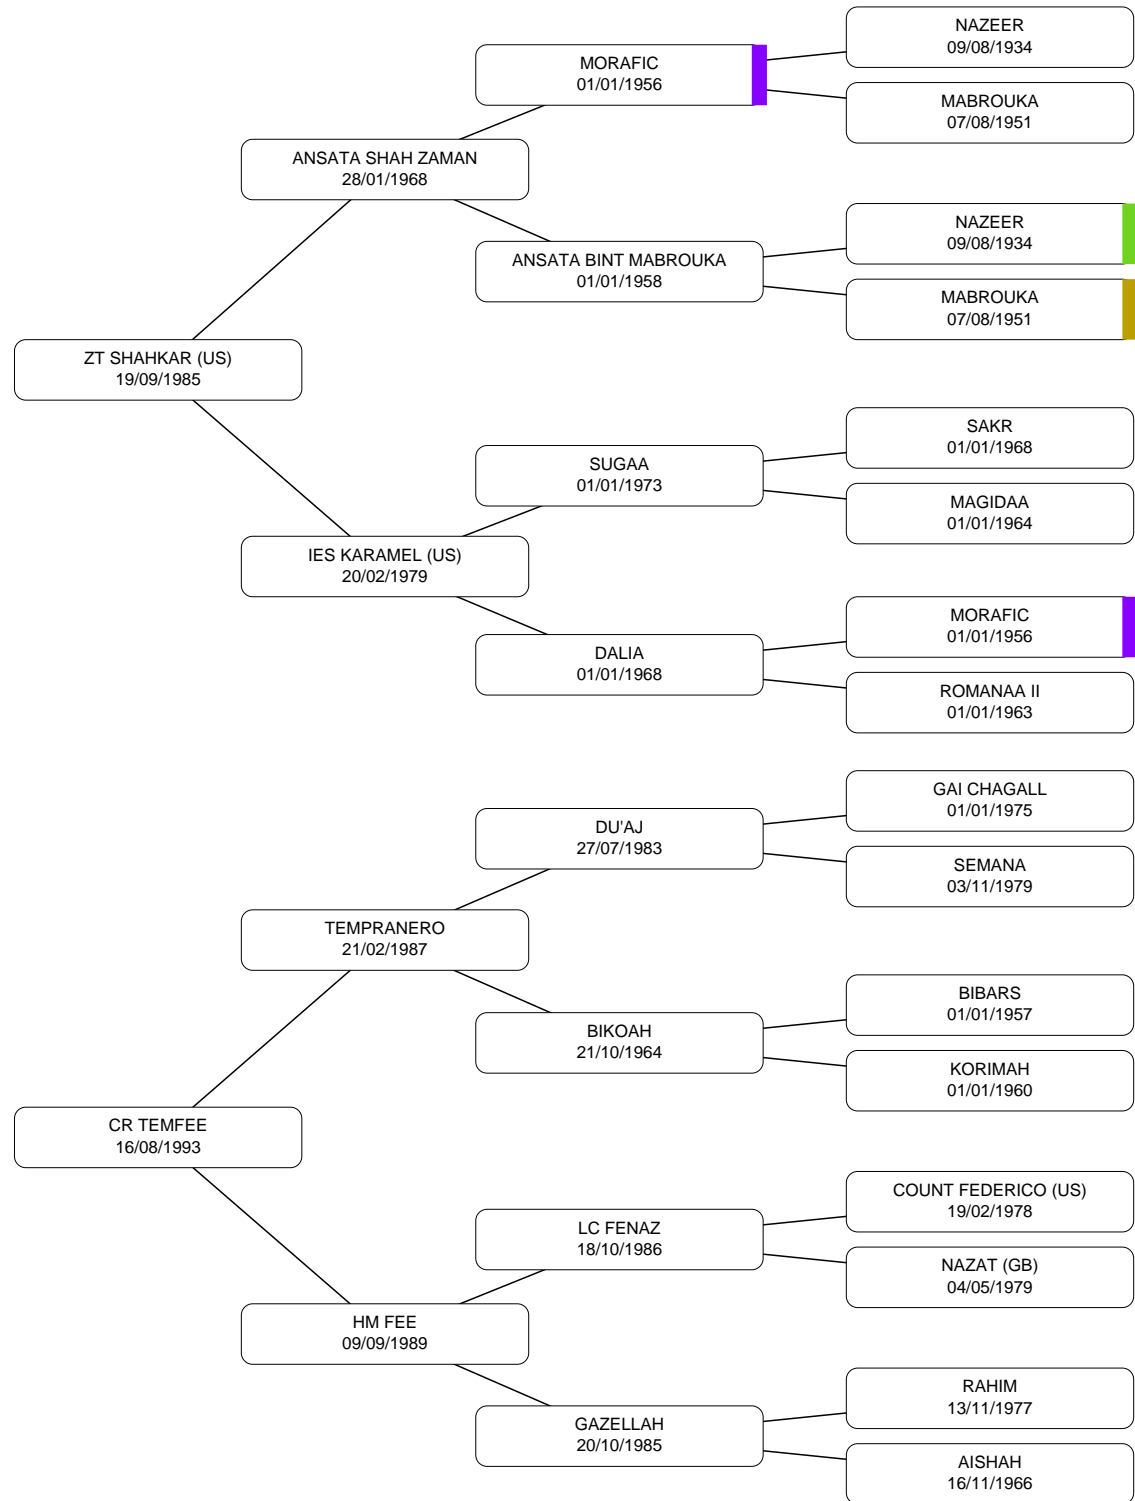 NAZEER
09/08/1934
MORAFIC
01/01/1956
MABROUKA
07/08/1951
ANSATA SHAH ZAMAN
28/01/1968
NAZEER
09/08/1934
ANSATA BINT MABROUKA
01/01/1958
MABROUKA
07/08/1951
ZT SHAHKAR (US)
19/09/1985
SAKR
01/01/1968
SUGAA
01/01/1973
MAGIDAA
01/01/1964
IES KARAMEL (US)
20/02/1979
MORAFIC
01/01/1956
DALIA
01/01/1968
ROMANAA II
01/01/1963
GAI CHAGALL
01/01/1975
DU'AJ
27/07/1983
SEMANA
03/11/1979
TEMPRANERO
21/02/1987
BIBARS
01/01/1957
BIKOAH
21/10/1964
KORIMAH
01/01/1960
CR TEMFEE
16/08/1993
COUNT FEDERICO (US)
19/02/1978
LC FENAZ
18/10/1986
NAZAT (GB)
04/05/1979
HM FEE
09/09/1989
RAHIM
13/11/1977
GAZELLAH
20/10/1985
AISHAH
16/11/1966